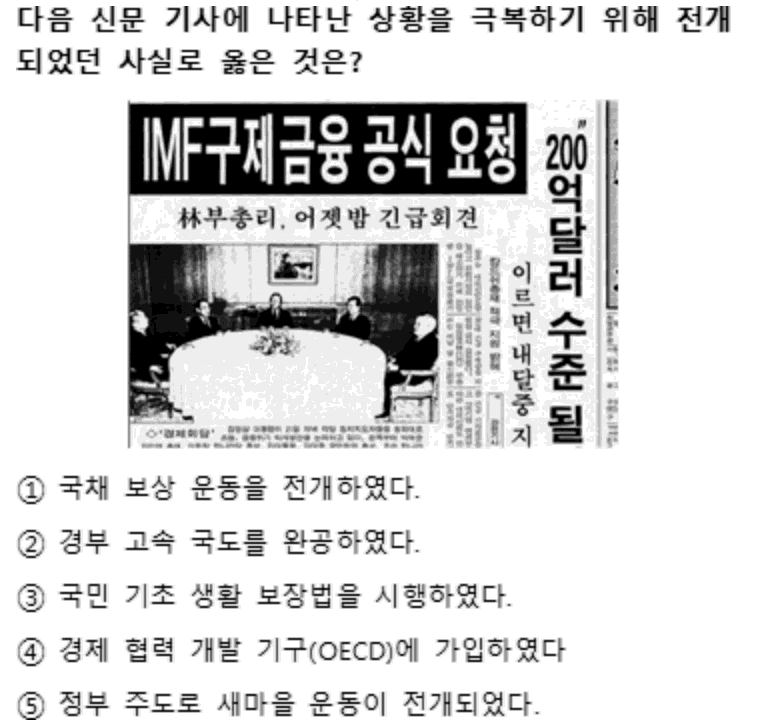 다음 신문 기사에 나타난 상황을 극복하기 위해 전개
되었던 사실로 옳은 것은?
IMF구제금융 공식 요청
林부총리, 어젯밤 긴급회견
"200억달러 수준 될
이르면 내달중 지
◇'경제회담'
① 국채 보상 운동을 전개하였다.
② 경부 고속 국도를 완공하였다.
③ 국민 기초 생활 보장법을 시행하였다.
④ 경제 협력 개발 기구(OECD)에 가입하였다
⑤ 정부 주도로 새마을 운동이 전개되었다.